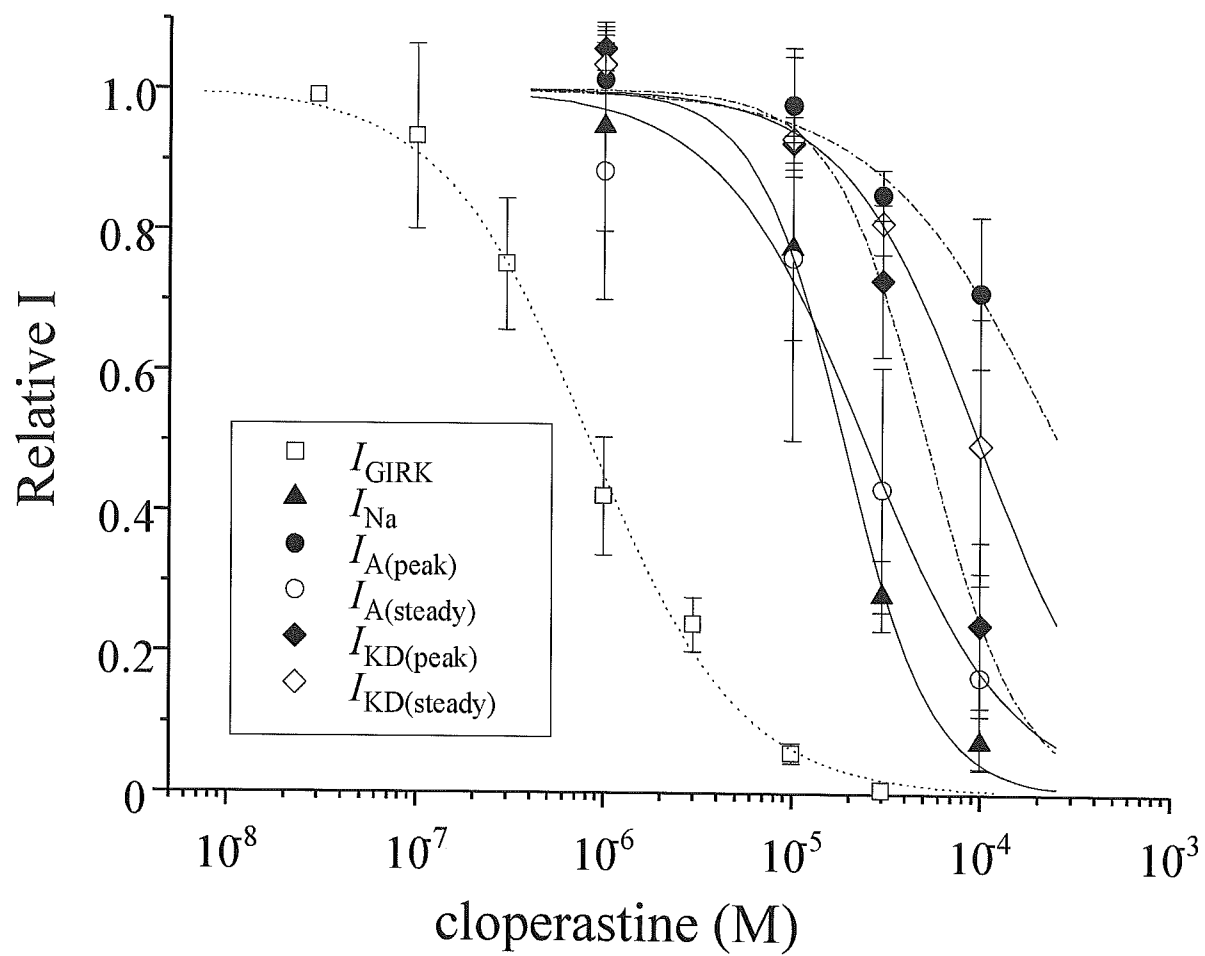 Relative I
1.0
0.8
0.6
0.4
0.2
0
I_GIRK
I_Na
I_A(peak)
I_A(steady)
I_KD(peak)
I_KD(steady)
10^-8 10^-7 10^-6 10^-5 10^-4 10^-3
cloperastine (M)